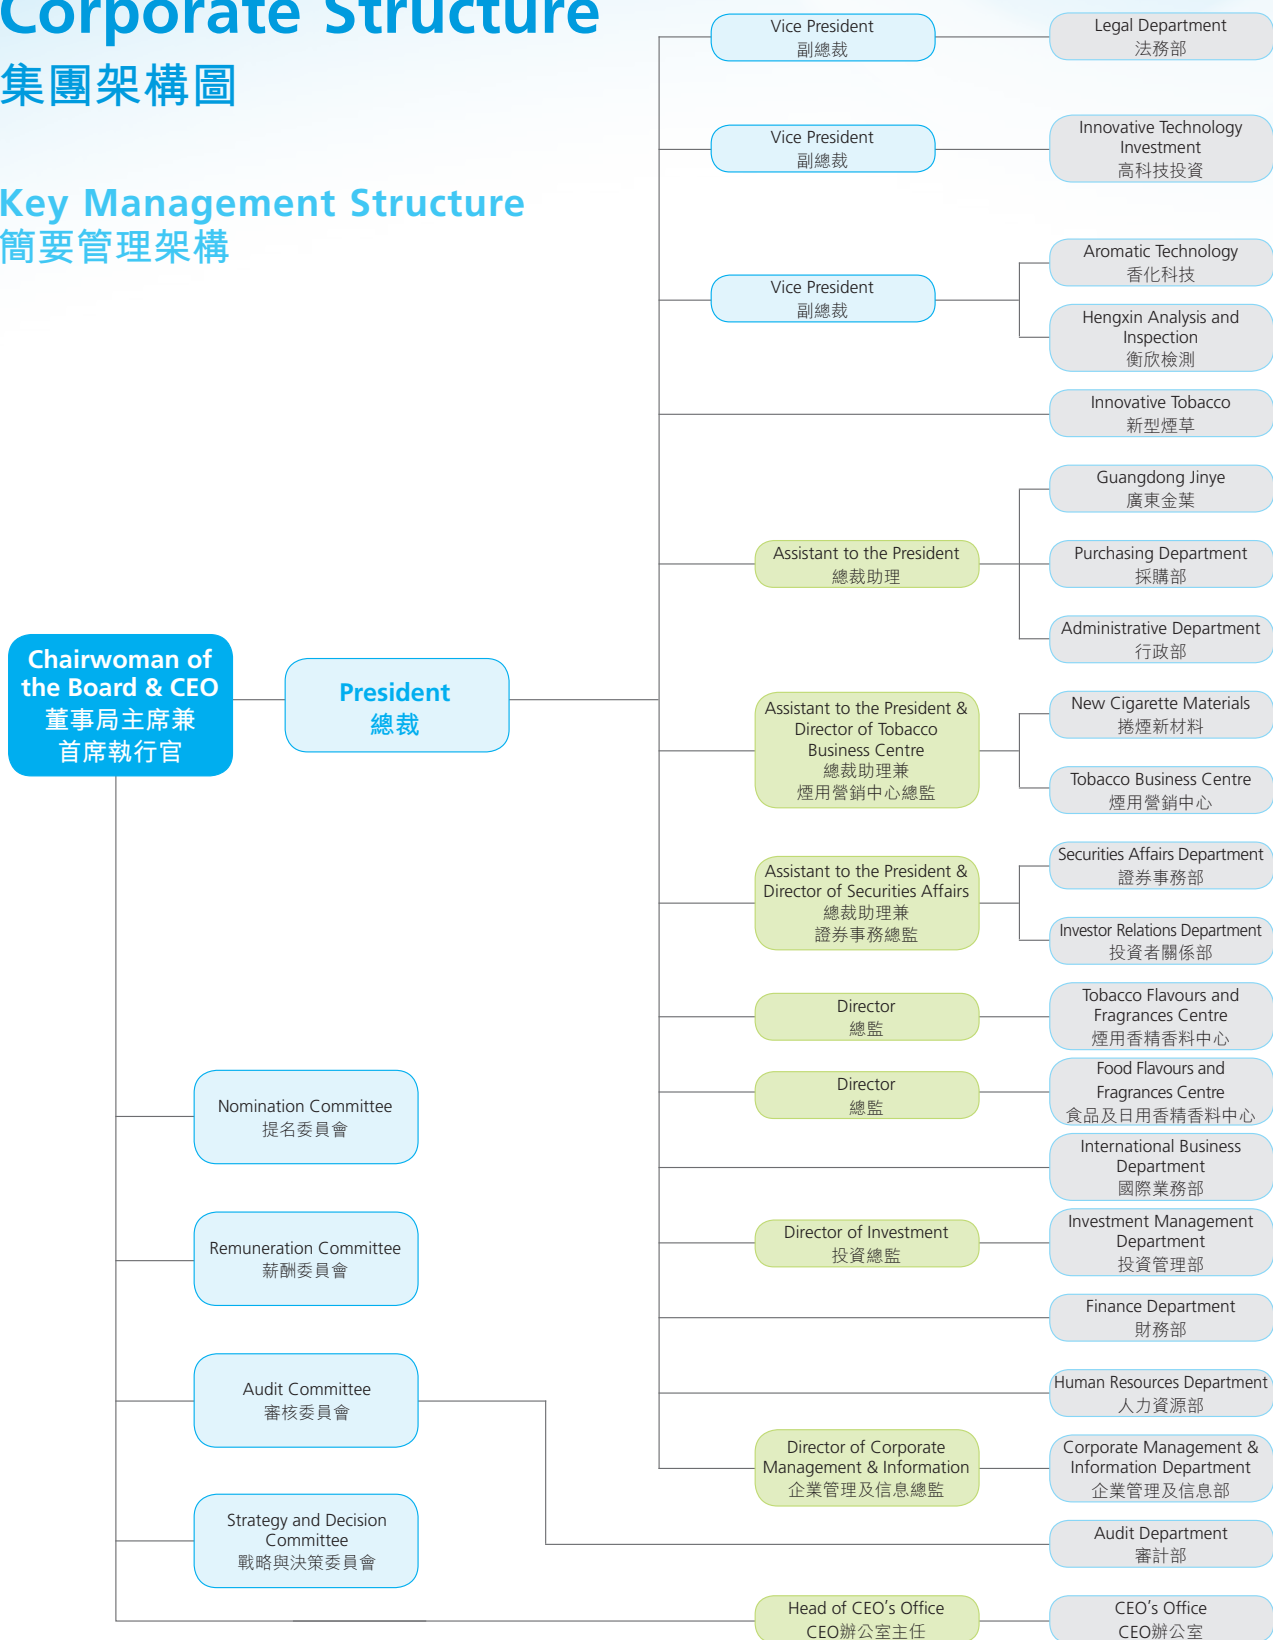 Corporate Structure
集團架構圖
Key Management Structure
簡要管理架構
Vice President
副總裁
Legal Department
法務部
Vice President
副總裁
Innovative Technology
Investment
高科技投資
Vice President
副總裁
Aromatic Technology
香化科技
Hengxin Analysis and
Inspection
衡欣檢測
Innovative Tobacco
新型煙草
Assistant to the President
總裁助理
Guangdong Jinye
廣東金葉
Purchasing Department
採購部
Administrative Department
行政部
Chairwoman of
the Board & CEO
董事局主席兼
首席執行官
President
總裁
Assistant to the President &
Director of Tobacco
Business Centre
總裁助理兼
煙用營銷中心總監
New Cigarette Materials
捲煙新材料
Tobacco Business Centre
煙用營銷中心
Assistant to the President &
Director of Securities Affairs
總裁助理兼
證券事務總監
Securities Affairs Department
證券事務部
Investor Relations Department
投資者關係部
Director
總監
Tobacco Flavours and
Fragrances Centre
煙用香精香料中心
Director
總監
Food Flavours and
Fragrances Centre
食品及日用香精香料中心
International Business
Department
國際業務部
Director of Investment
投資總監
Investment Management
Department
投資管理部
Finance Department
財務部
Human Resources Department
人力資源部
Director of Corporate
Management & Information
企業管理及信息總監
Corporate Management &
Information Department
企業管理及信息部
Nomination Committee
提名委員會
Remuneration Committee
薪酬委員會
Audit Committee
審核委員會
Audit Department
審計部
Strategy and Decision
Committee
戰略與決策委員會
Head of CEO's Office
CEO辦公室主任
CEO's Office
CEO辦公室